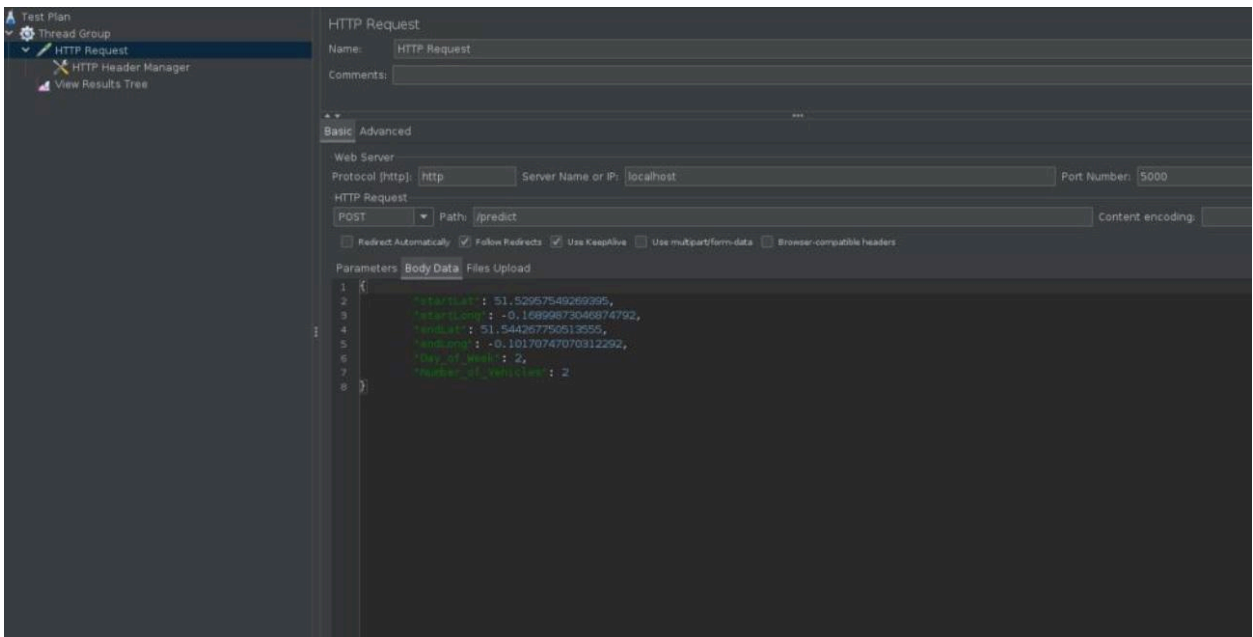 Test Plan
Thread Group
HTTP Request
HTTP Header Manager
View Results Tree
HTTP Request
Name: HTTP Request
Comments:
Basic Advanced
Web Server
Protocol [http]: http Server Name or IP: localhost Port Number: 5000
HTTP Request
POST Path: /predict Content encoding:
Redirect Automatically Follow Redirects Use KeepAlive Use multipart/form-data Browser-compatible headers
Parameters Body Data Files Upload
1 {
2 "startLat": 51.52957549269395,
3 "startLong": -0.16899873046874792,
4 "endLat": 51.544267750513555,
5 "endLong": -0.10170747070312292,
6 "Day_of_Week": 2,
7 "Number_of_Vehicles": 2
8 }